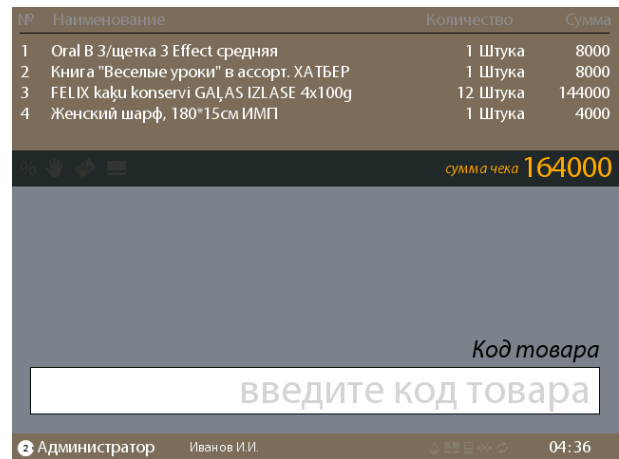 № Наименование Количество Сумма
1 Oral B 3/щетка 3 Effect средняя 1 Штука 8000
2 Книга "Веселые уроки" в ассорт. ХАТБЕР 1 Штука 8000
3 FELIX kaķu konservi GAĻAS IZLASE 4x100g 12 Штука 144000
4 Женский шарф, 180*15см ИМП 1 Штука 4000
% сумма чека 164000
Код товара
введите код товара
2 Администратор Иванов И.И. 04:36